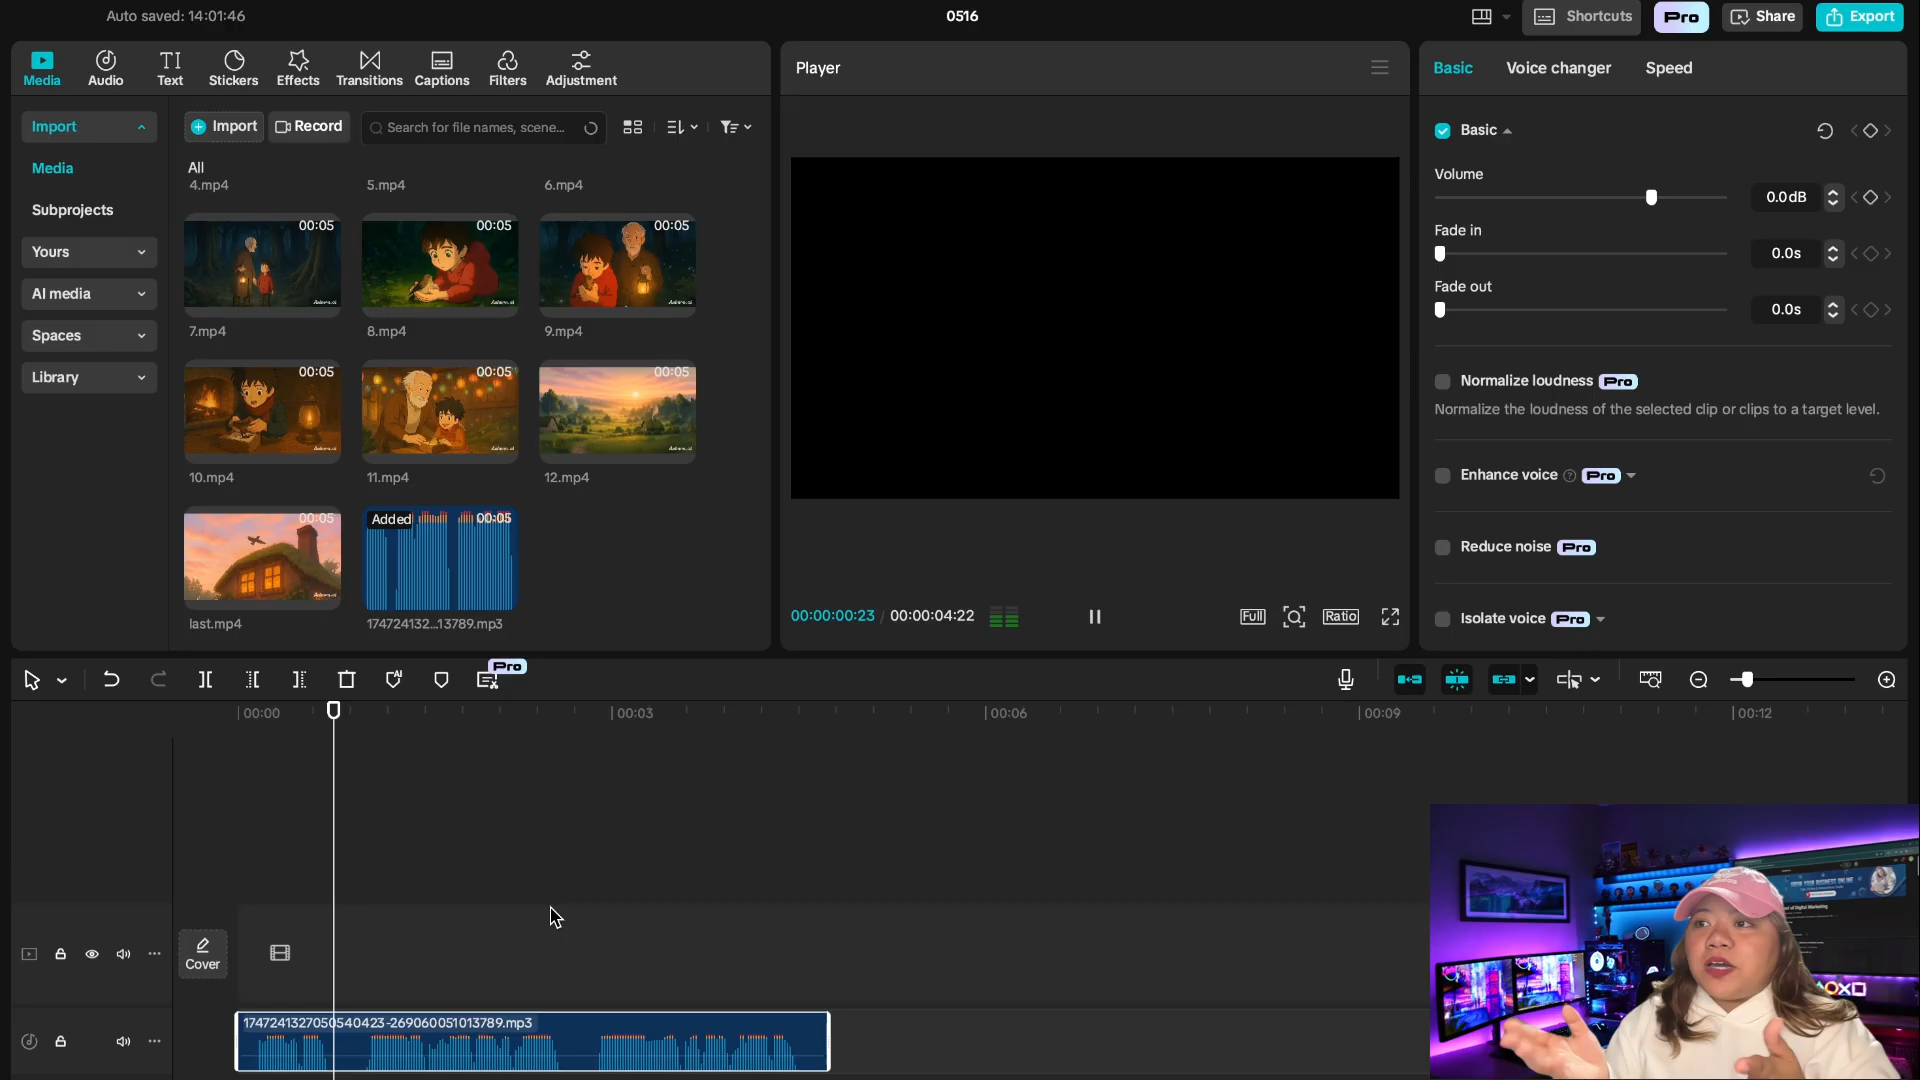 Auto saved: 14:01:46
0516
Shortcuts
Pro
Share
Export
Media
Audio
Text
Stickers
Effects
Transitions
Captions
Filters
Adjustment
Import
Media
Subprojects
Yours
AI media
Spaces
Library
Import
Record
Search for file names, scene...
All
4.mp4
5.mp4
6.mp4
00:05
00:05
00:05
7.mp4
8.mp4
9.mp4
00:05
00:05
00:05
10.mp4
11.mp4
12.mp4
00:05
Added
00:05
last.mp4
174724132...13789.mp3
Player
00:00:00:23 / 00:00:04:22
Full
Ratio
Basic
Voice changer
Speed
Basic
Volume
0.0dB
Fade in
0.0s
Fade out
0.0s
Normalize loudness Pro
Normalize the loudness of the selected clip or clips to a target level.
Enhance voice Pro
Reduce noise Pro
Isolate voice Pro
Pro
00:00
00:03
00:06
00:09
00:12
Cover
1747241327050540423-269060051013789.mp3
GROW YOUR BUSINESS ONLINE